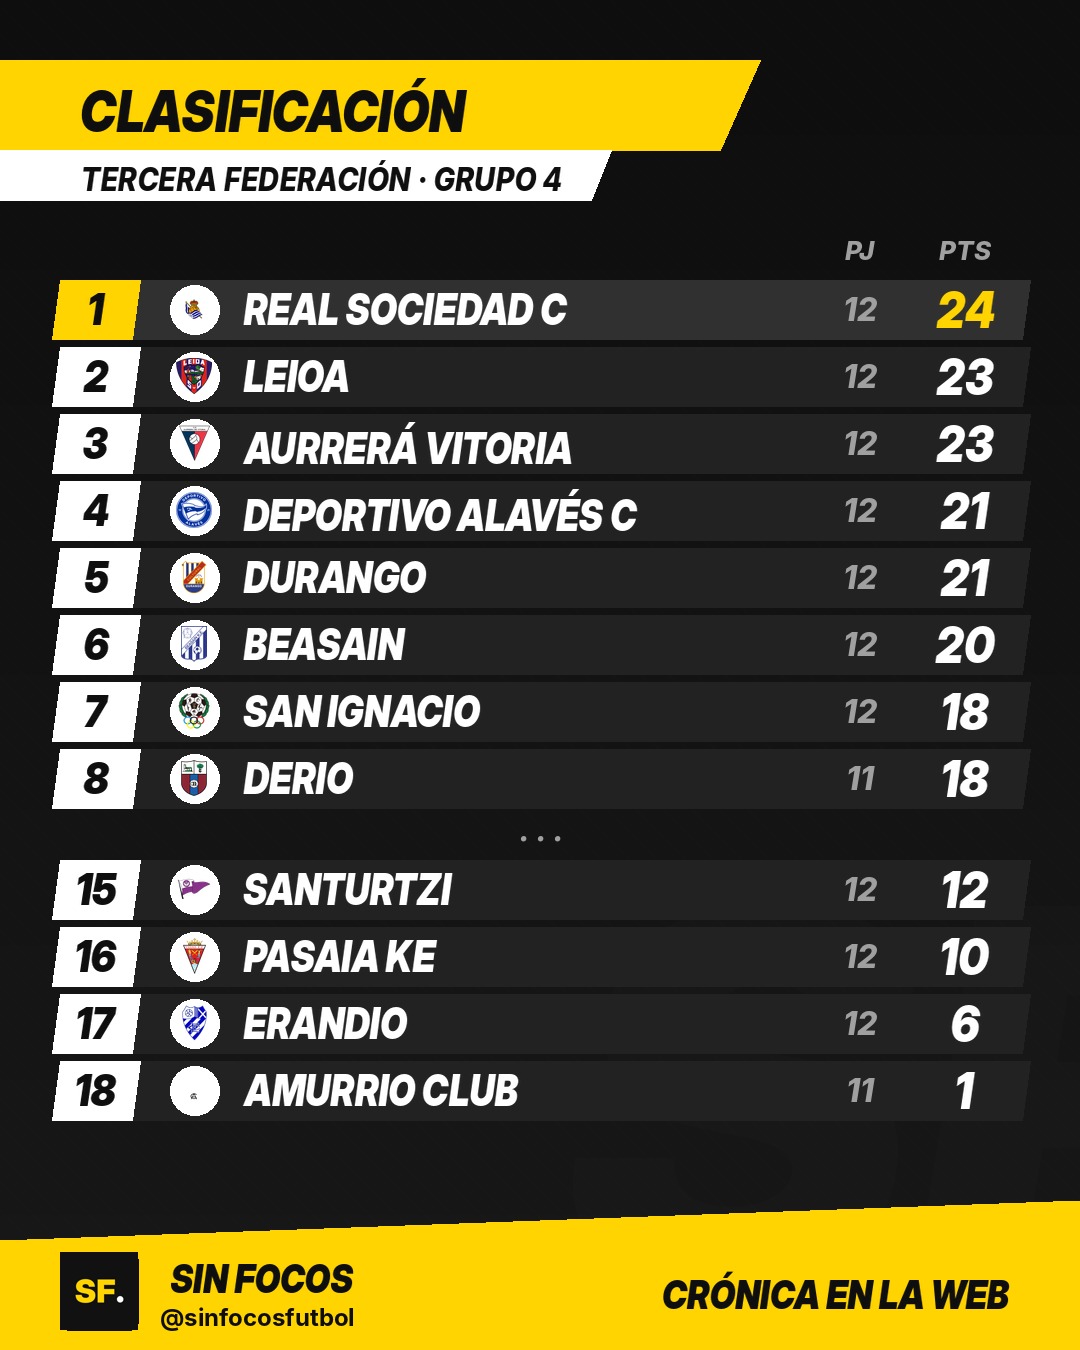 CLASIFICACIÓN
TERCERA FEDERACIÓN · GRUPO 4
PJ PTS
1 REAL SOCIEDAD C 12 24
2 LEIOA 12 23
3 AURRERÁ VITORIA 12 23
4 DEPORTIVO ALAVÉS C 12 21
5 DURANGO 12 21
6 BEASAIN 12 20
7 SAN IGNACIO 12 18
8 DERIO 11 18
...
15 SANTURTZI 12 12
16 PASAIA KE 12 10
17 ERANDIO 12 6
18 AMURRIO CLUB 11 1
SF. SIN FOCOS
@sinfocosfutbol
CRÓNICA EN LA WEB